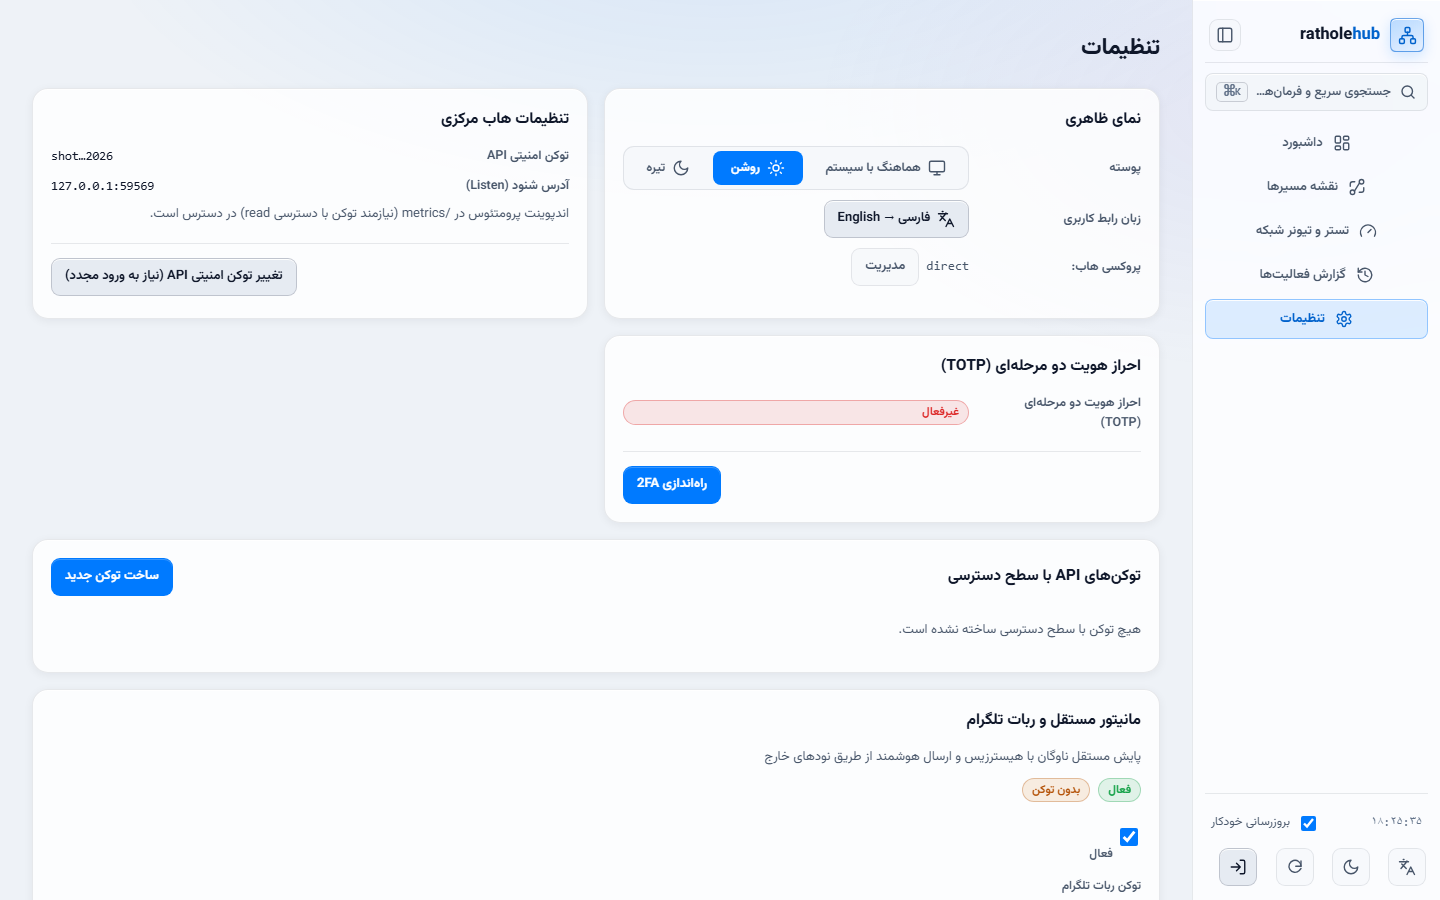 ratholehub
جستجوی سریع و فرمان‌ه…
⌘K
داشبورد
نقشه مسیرها
تستر و تیونر شبکه
گزارش فعالیت‌ها
تنظیمات
۱۸:۲۵:۳۵
بروزرسانی خودکار
تنظیمات
نمای ظاهری
پوسته
هماهنگ با سیستم
روشن
تیره
زبان رابط کاربری
فارسی → English
پروکسی هاب:
direct
مدیریت
تنظیمات هاب مرکزی
توکن امنیتی API
shot…2026
آدرس شنود (Listen)
127.0.0.1:59569
اندپوینت پرومتئوس در /metrics (نیازمند توکن با دسترسی read) در دسترس است.
تغییر توکن امنیتی API (نیاز به ورود مجدد)
احراز هویت دو مرحله‌ای (TOTP)
احراز هویت دو مرحله‌ای
(TOTP)
غیرفعال
راه‌اندازی 2FA
توکن‌های API با سطح دسترسی
ساخت توکن جدید
هیچ توکن با سطح دسترسی ساخته نشده است.
مانیتور مستقل و ربات تلگرام
پایش مستقل ناوگان با هیسترزیس و ارسال هوشمند از طریق نودهای خارج
فعال
بدون توکن
فعال
توکن ربات تلگرام